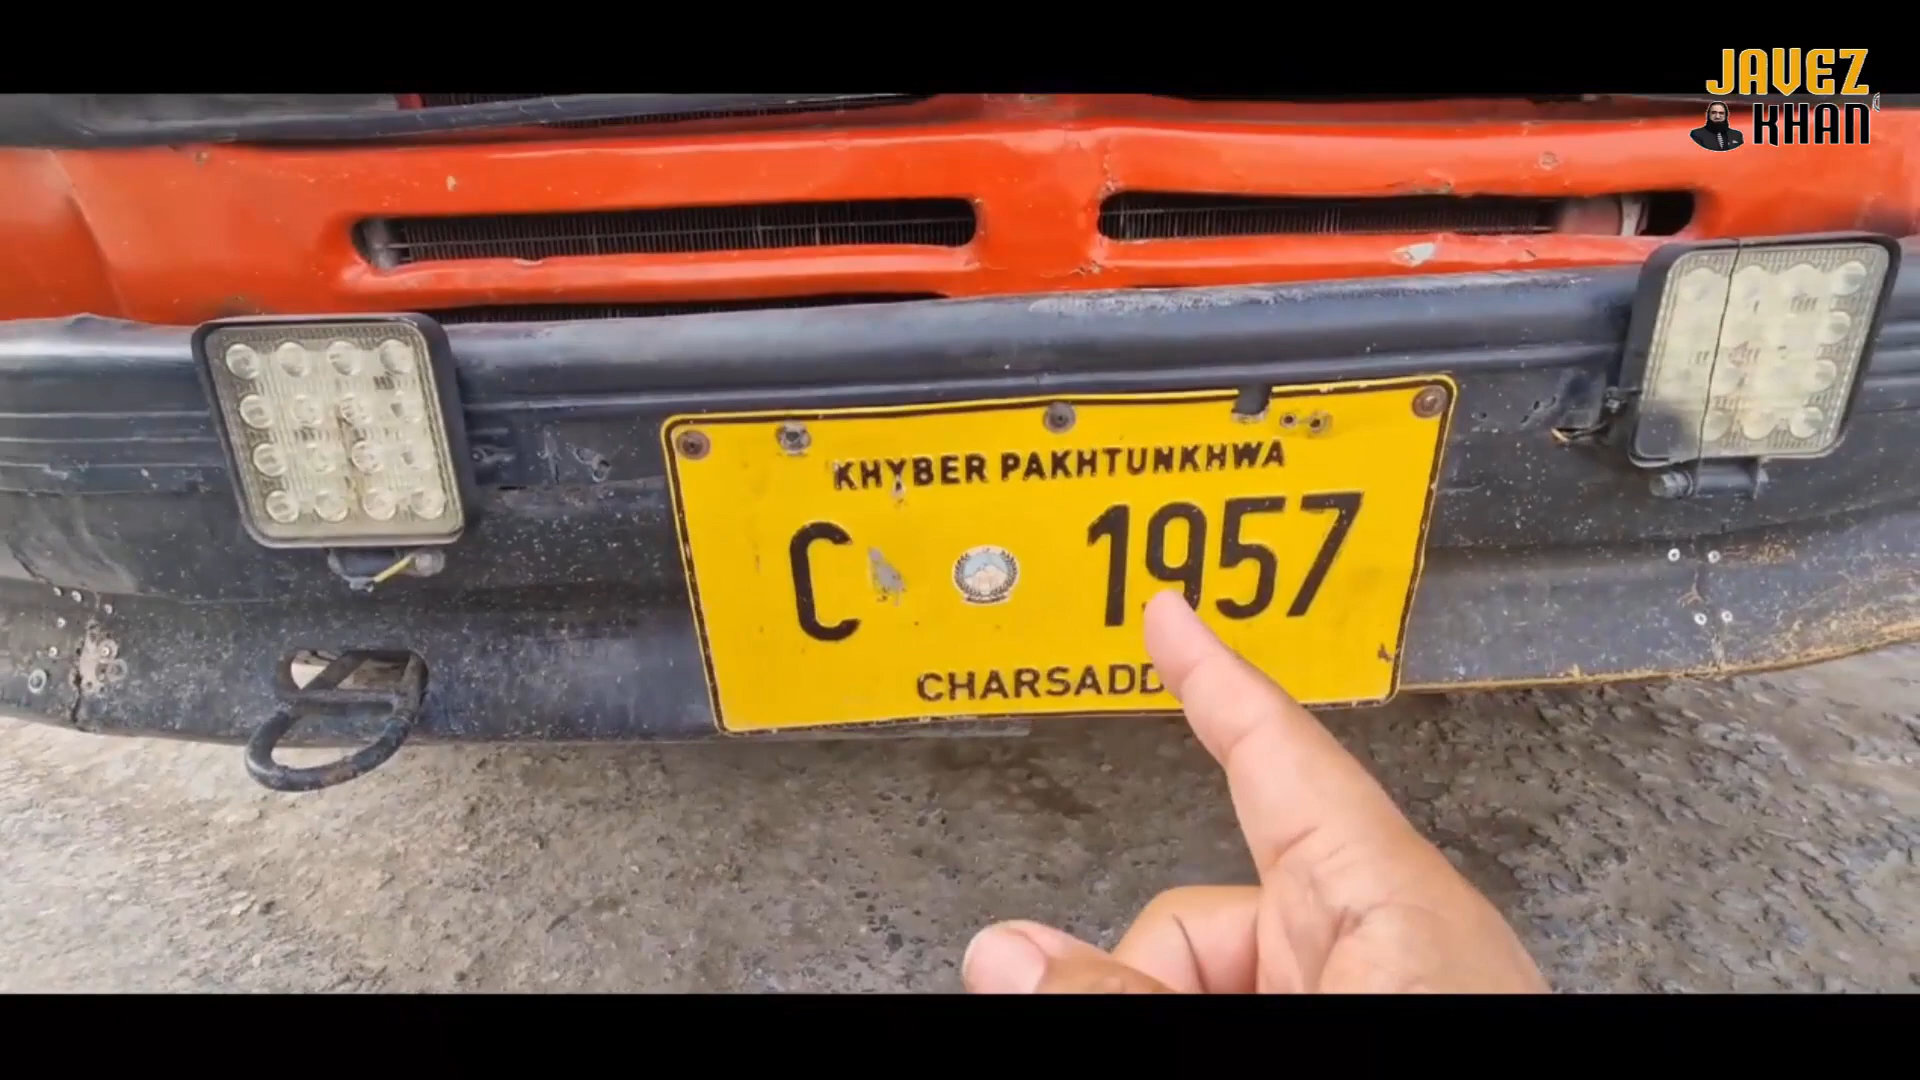 JAVEZ
KHAN
KHYBER PAKHTUNKHWA
C 1957
CHARSADD